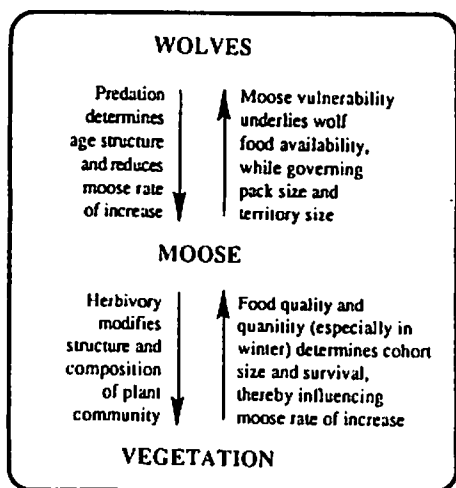 WOLVES
Predation
determines
age structure
and reduces
moose rate
of increase
Moose vulnerability
underlies wolf
food availability,
while governing
pack size and
territory size
MOOSE
Herbivory
modifies
structure and
composition
of plant
community
Food quality and
quanility (especially in
winter) determines cohort
size and survival,
thereby influencing
moose rate of increase
VEGETATION